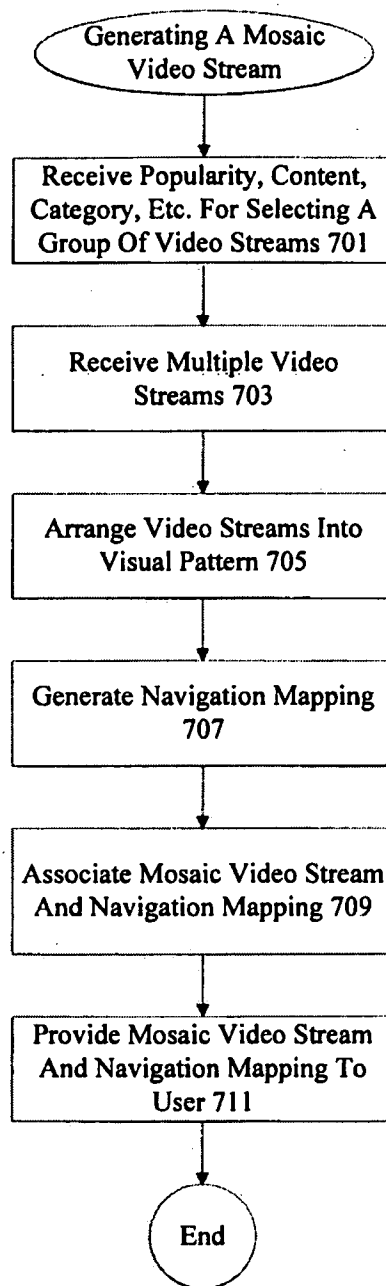 Generating A Mosaic
Video Stream
Receive Popularity, Content,
Category, Etc. For Selecting A
Group Of Video Streams 701
Receive Multiple Video
Streams 703
Arrange Video Streams Into
Visual Pattern 705
Generate Navigation Mapping
707
Associate Mosaic Video Stream
And Navigation Mapping 709
Provide Mosaic Video Stream
And Navigation Mapping To
User 711
End